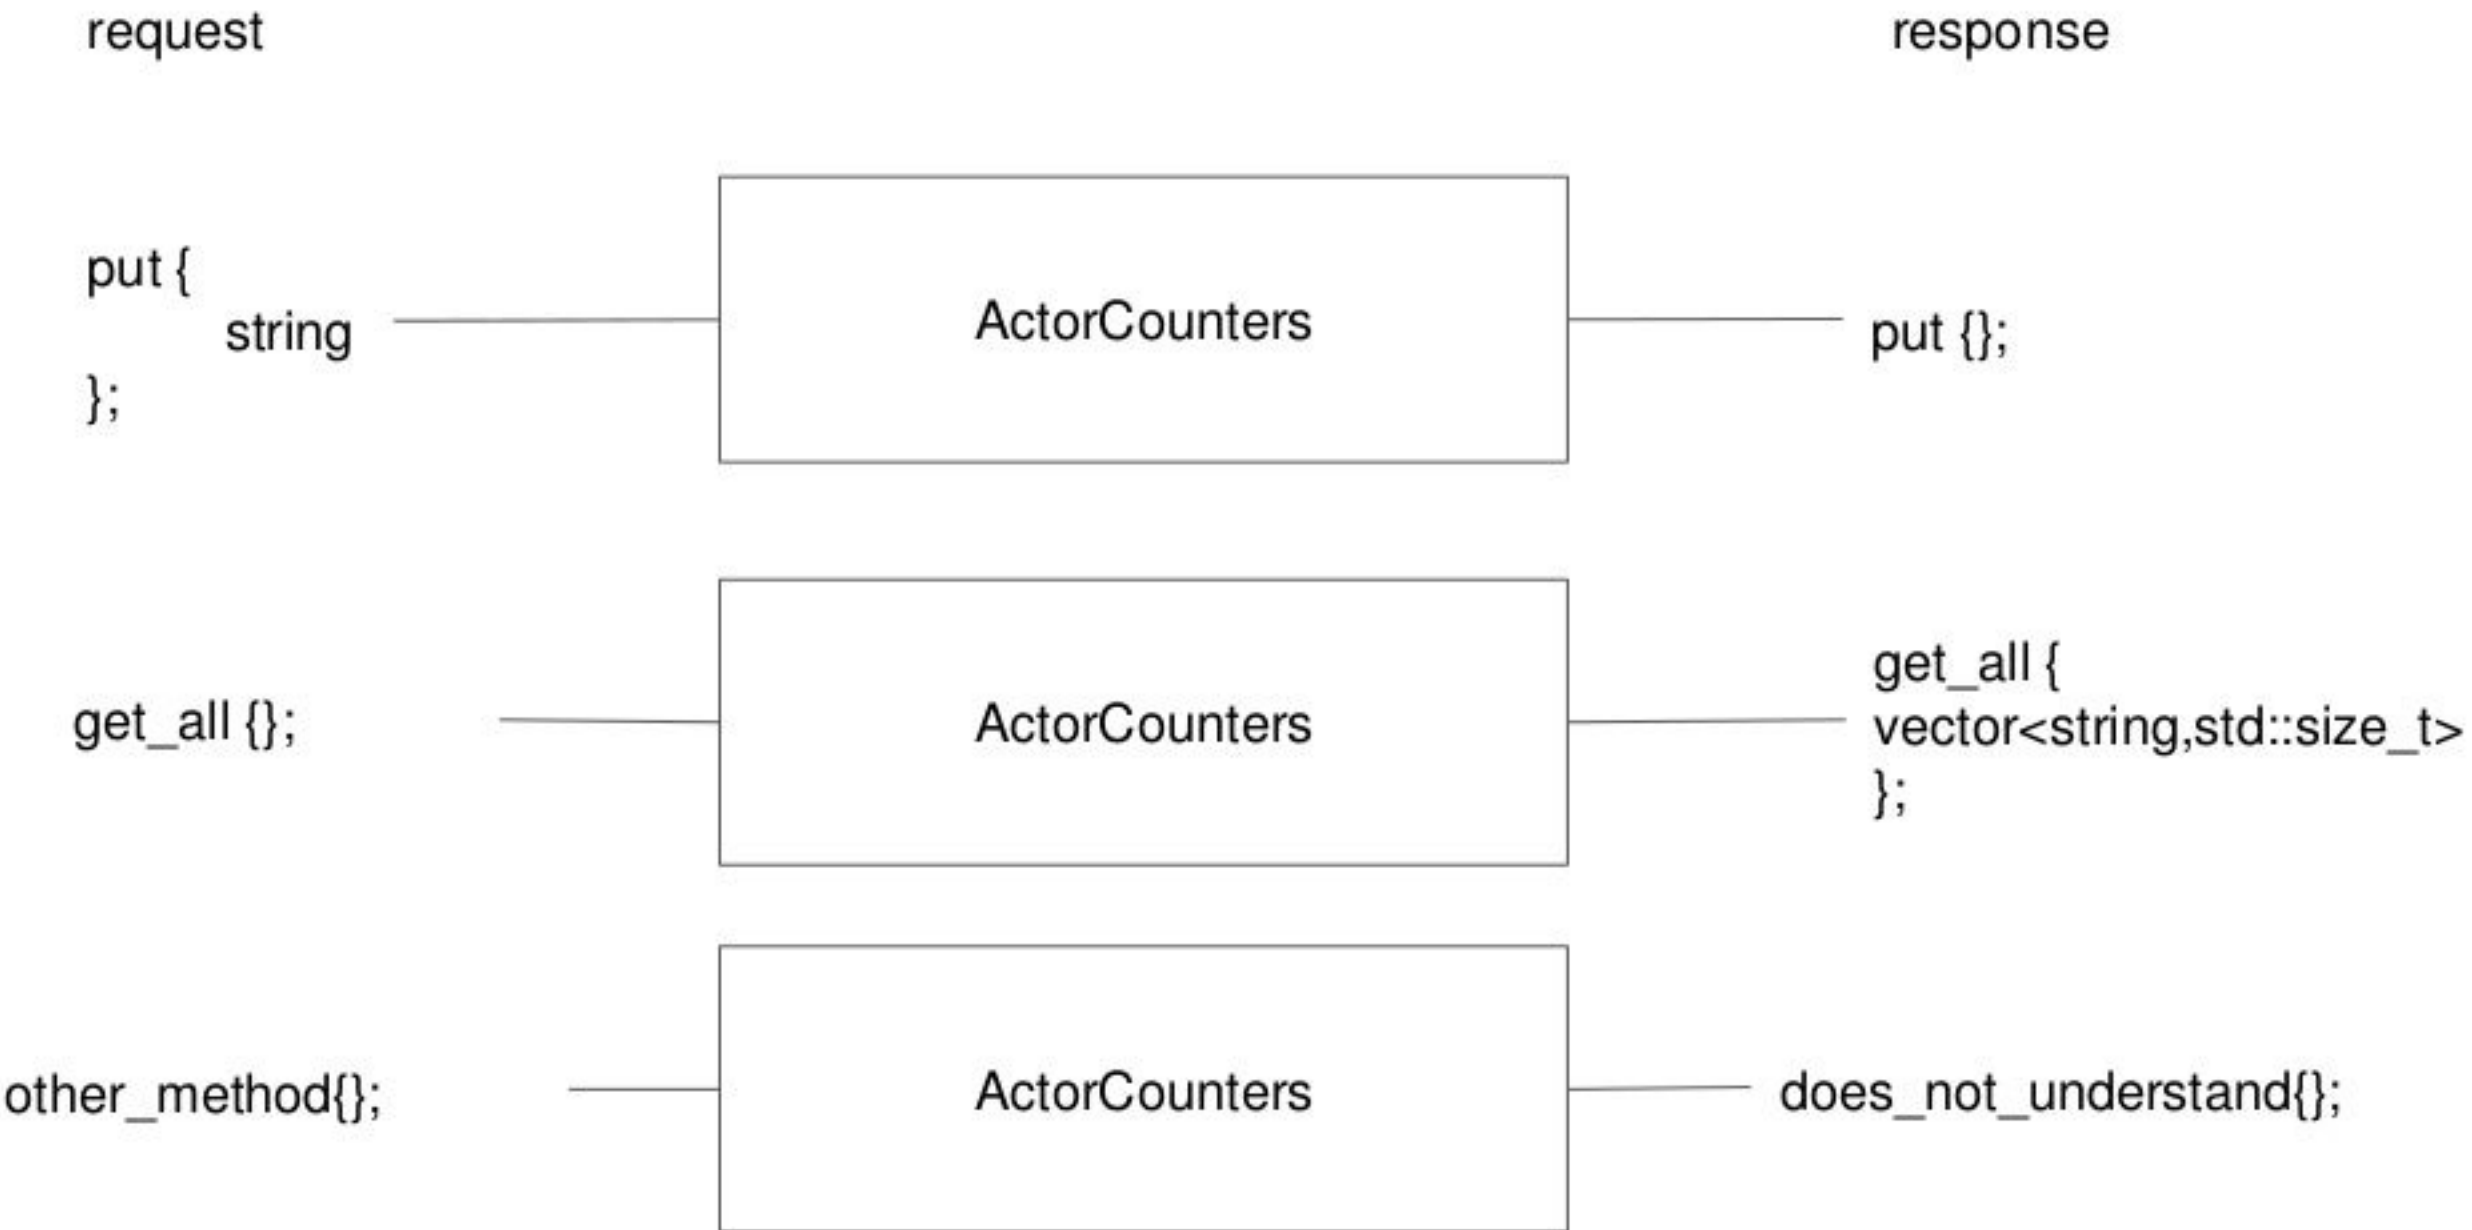 request
response
put {
string
};
ActorCounters
put {};
get_all {};
ActorCounters
get_all {
vector<string,std::size_t>
};
other_method{};
ActorCounters
does_not_understand{};